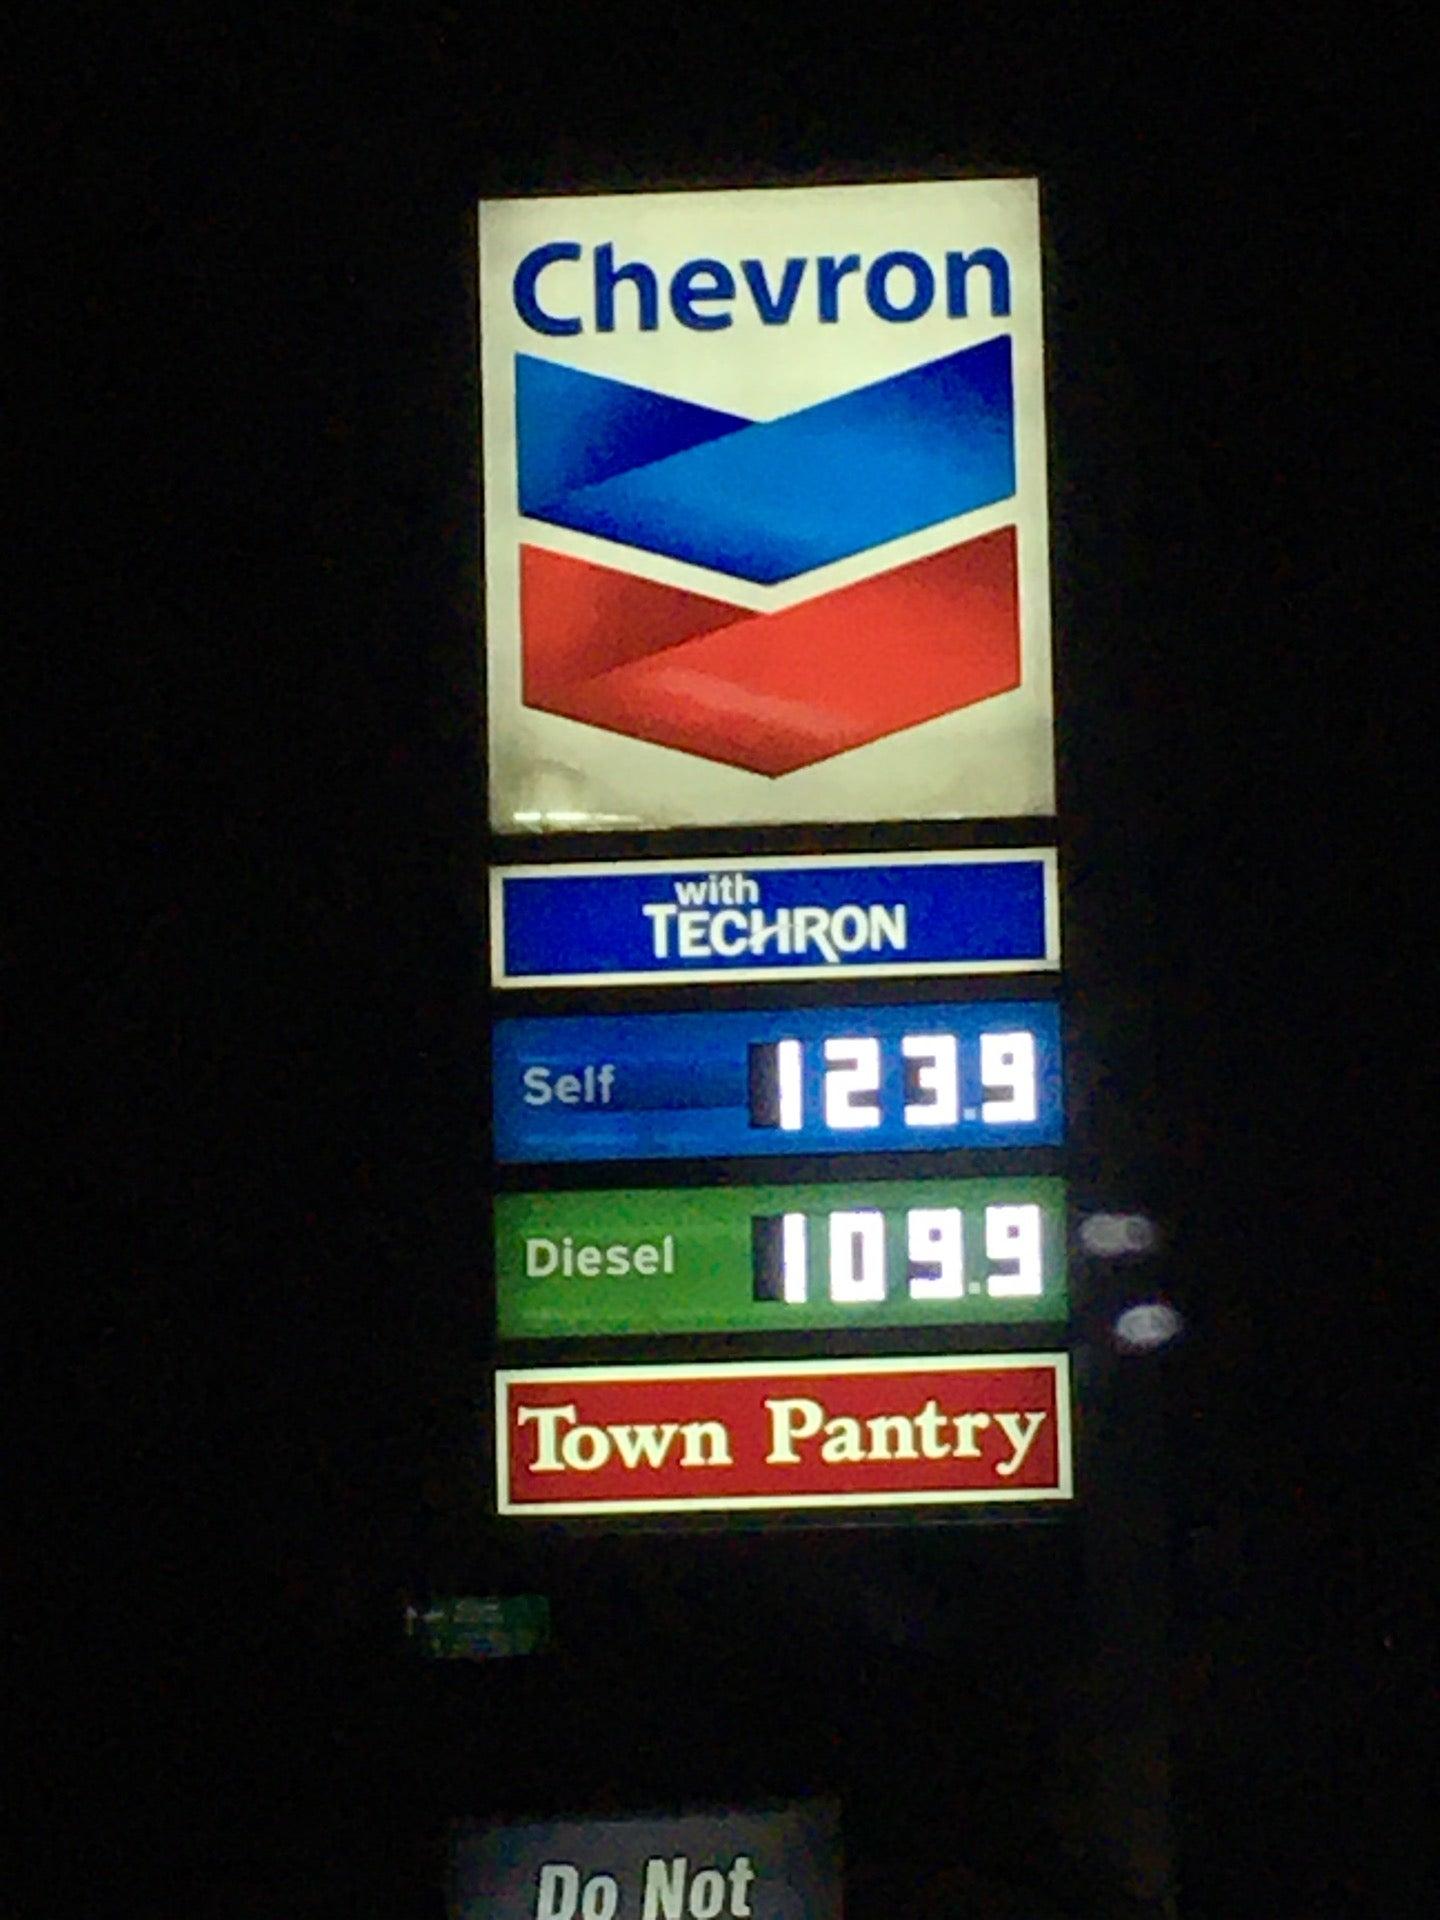 Chevron
with
TECHRON
Self 123.9
Diesel 109.9
Town Pantry
Do Not